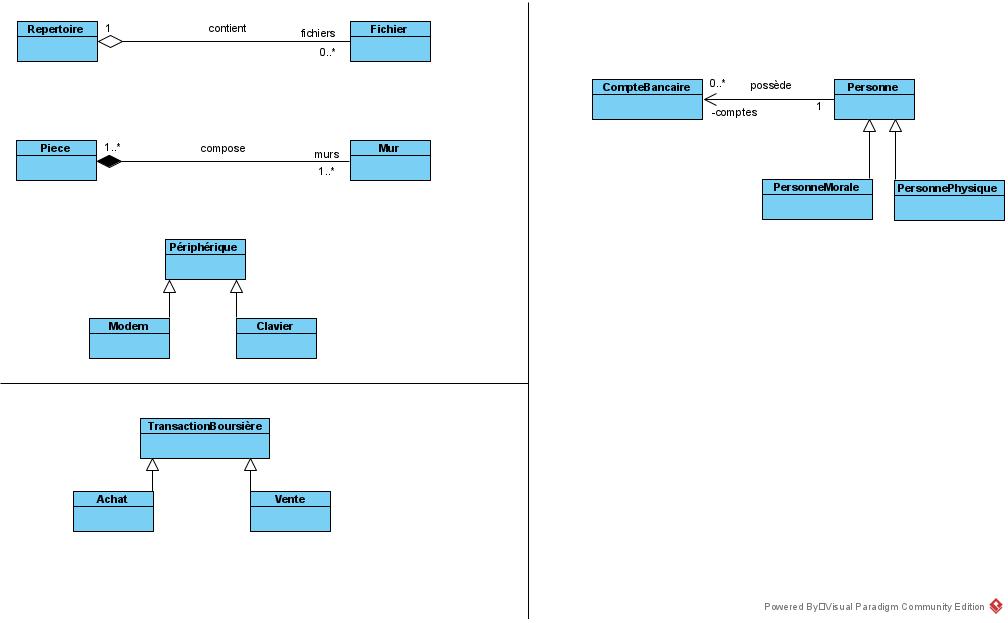 Repertoire
1
contient
fichiers
0..*
Fichier
Piece
1..*
compose
murs
1..*
Mur
Périphérique
Modem
Clavier
TransactionBoursière
Achat
Vente
CompteBancaire
0..*
possède
-comptes
1
Personne
PersonneMorale
PersonnePhysique
Powered By Visual Paradigm Community Edition